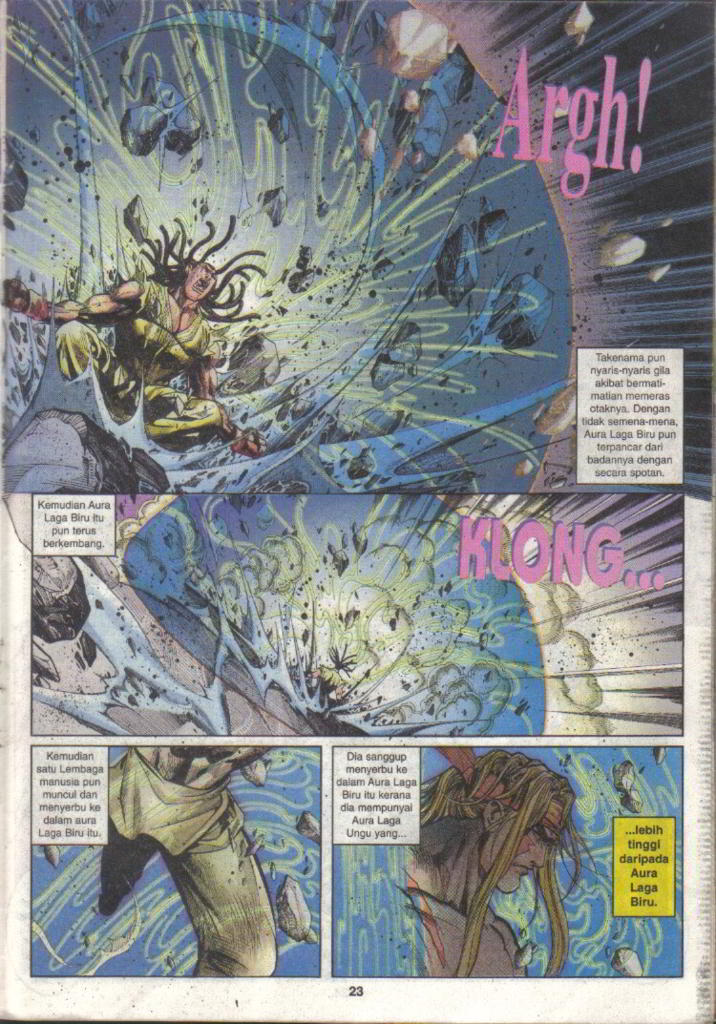 Argh!
Takenama pun
nyaris-nyaris gila
akibat bermati-
matian memeras
otaknya. Dengan
tidak semena-mena,
Aura Laga Biru pun
terpancar dari
badannya dengan
secara spotan.
Kemudian Aura
Laga Biru itu
pun terus
berkembang.
KLONG...
Kemudian
satu Lembaga
manusia pun
muncul dan
menyerbu ke
dalam aura
Laga Biru itu.
Dia sanggup
menyerbu ke
dalam Aura Laga
Biru itu kerana
dia mempunyai
Aura Laga
Ungu yang...
...lebih
tinggi
daripada
Aura
Laga
Biru.
23